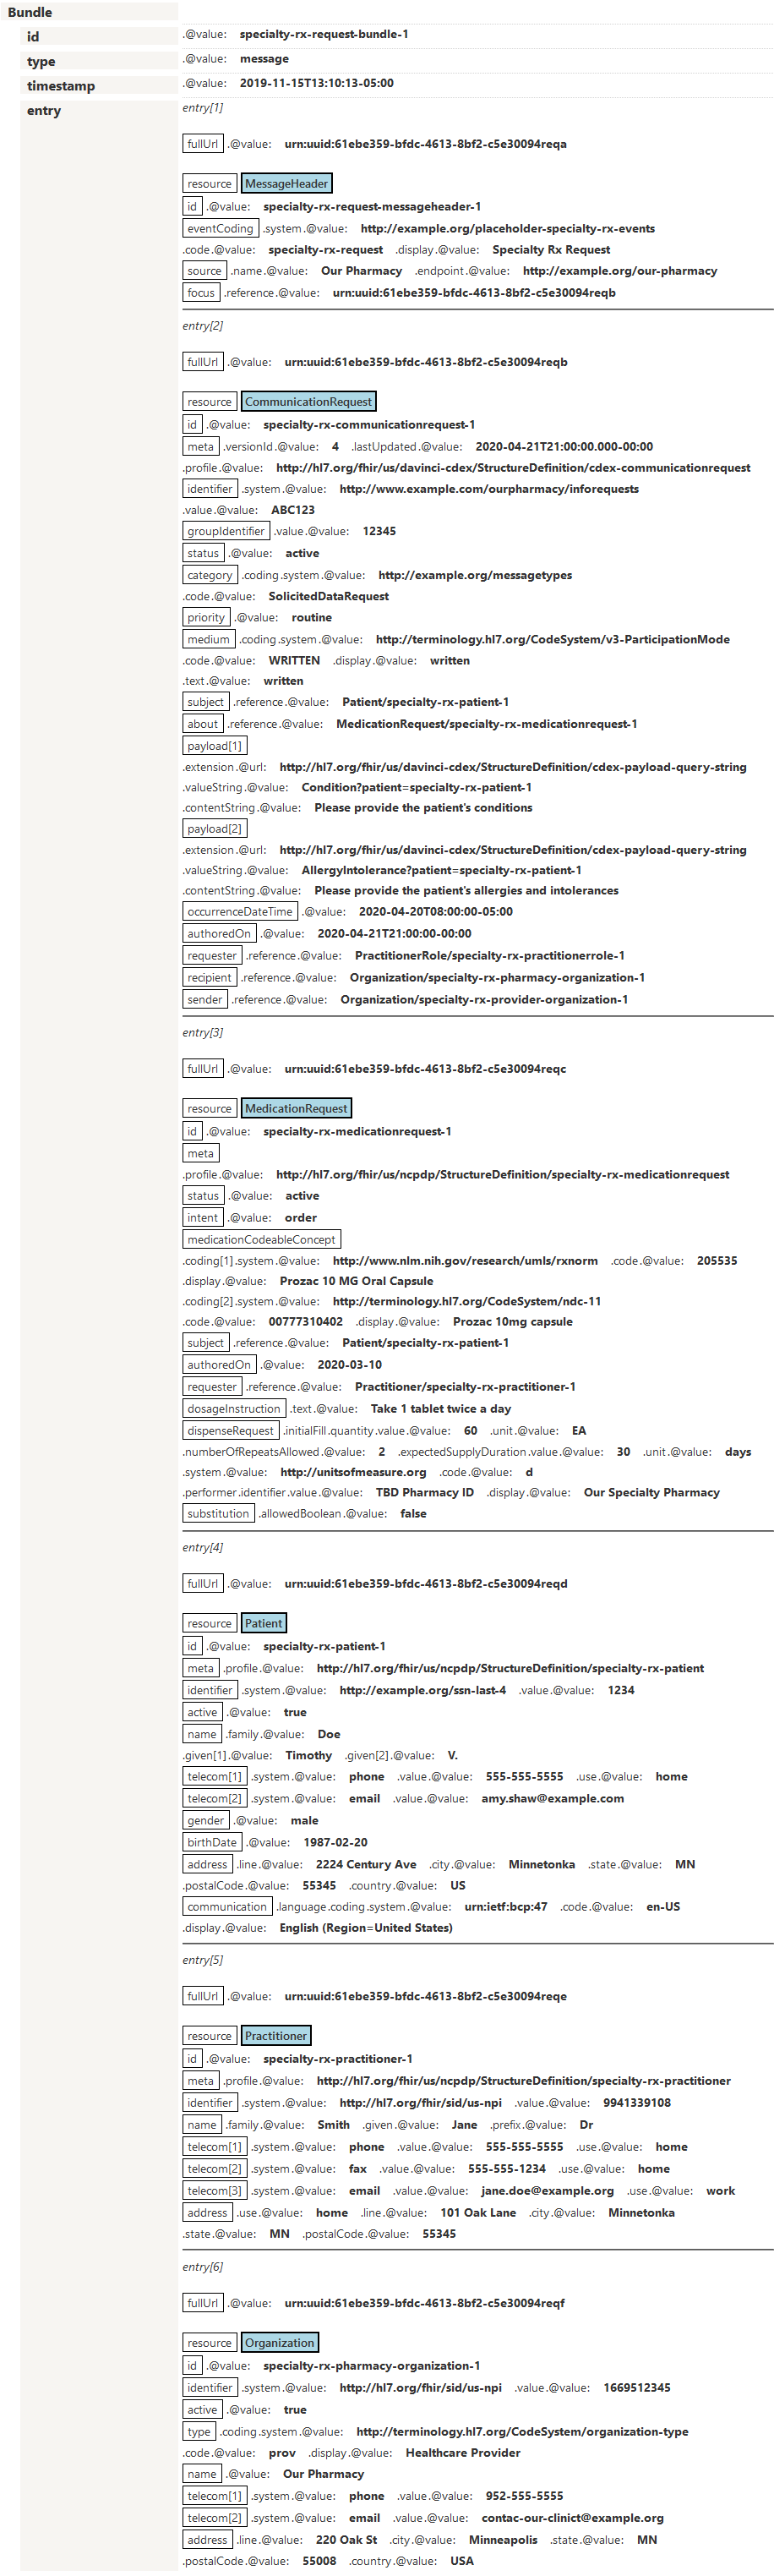 Bundle
id .@value: specialty-rx-request-bundle-1
type .@value: message
timestamp .@value: 2019-11-15T13:10:13-05:00
entry entry[1]
fullUrl .@value: urn:uuid:61ebe359-bfdc-4613-8bf2-c5e30094reqa
resource MessageHeader
id .@value: specialty-rx-request-messageheader-1
eventCoding .system.@value: http://example.org/placeholder-specialty-rx-events
.code.@value: specialty-rx-request .display.@value: Specialty Rx Request
source .name.@value: Our Pharmacy .endpoint.@value: http://example.org/our-pharmacy
focus .reference.@value: urn:uuid:61ebe359-bfdc-4613-8bf2-c5e30094reqb
entry[2]
fullUrl .@value: urn:uuid:61ebe359-bfdc-4613-8bf2-c5e30094reqb
resource CommunicationRequest
id .@value: specialty-rx-communicationrequest-1
meta .versionId.@value: 4 .lastUpdated.@value: 2020-04-21T21:00:00.000-00:00
.profile.@value: http://hl7.org/fhir/us/davinci-cdex/StructureDefinition/cdex-communicationrequest
identifier .system.@value: http://www.example.com/ourpharmacy/inforequests
.value.@value: ABC123
groupIdentifier .value.@value: 12345
status .@value: active
category .coding.system.@value: http://example.org/messagetypes
.code.@value: SolicitedDataRequest
priority .@value: routine
medium .coding.system.@value: http://terminology.hl7.org/CodeSystem/v3-ParticipationMode
.code.@value: WRITTEN .display.@value: written
.text.@value: written
subject .reference.@value: Patient/specialty-rx-patient-1
about .reference.@value: MedicationRequest/specialty-rx-medicationrequest-1
payload[1]
.extension.@url: http://hl7.org/fhir/us/davinci-cdex/StructureDefinition/cdex-payload-query-string
.valueString.@value: Condition?patient=specialty-rx-patient-1
.contentString.@value: Please provide the patient's conditions
payload[2]
.extension.@url: http://hl7.org/fhir/us/davinci-cdex/StructureDefinition/cdex-payload-query-string
.valueString.@value: AllergyIntolerance?patient=specialty-rx-patient-1
.contentString.@value: Please provide the patient's allergies and intolerances
occurrenceDateTime .@value: 2020-04-20T08:00:00-05:00
authoredOn .@value: 2020-04-21T21:00:00-00:00
requester .reference.@value: PractitionerRole/specialty-rx-practitionerrole-1
recipient .reference.@value: Organization/specialty-rx-pharmacy-organization-1
sender .reference.@value: Organization/specialty-rx-provider-organization-1
entry[3]
fullUrl .@value: urn:uuid:61ebe359-bfdc-4613-8bf2-c5e30094reqc
resource MedicationRequest
id .@value: specialty-rx-medicationrequest-1
meta
.profile.@value: http://hl7.org/fhir/us/ncpdp/StructureDefinition/specialty-rx-medicationrequest
status .@value: active
intent .@value: order
medicationCodeableConcept
.coding[1].system.@value: http://www.nlm.nih.gov/research/umls/rxnorm .code.@value: 205535
.display.@value: Prozac 10 MG Oral Capsule
.coding[2].system.@value: http://terminology.hl7.org/CodeSystem/ndc-11
.code.@value: 00777310402 .display.@value: Prozac 10mg capsule
subject .reference.@value: Patient/specialty-rx-patient-1
authoredOn .@value: 2020-03-10
requester .reference.@value: Practitioner/specialty-rx-practitioner-1
dosageInstruction .text.@value: Take 1 tablet twice a day
dispenseRequest .initialFill.quantity.value.@value: 60 .unit.@value: EA
.numberOfRepeatsAllowed.@value: 2 .expectedSupplyDuration.value.@value: 30 .unit.@value: days
.system.@value: http://unitsofmeasure.org .code.@value: d
.performer.identifier.value.@value: TBD Pharmacy ID .display.@value: Our Specialty Pharmacy
substitution .allowedBoolean.@value: false
entry[4]
fullUrl .@value: urn:uuid:61ebe359-bfdc-4613-8bf2-c5e30094reqd
resource Patient
id .@value: specialty-rx-patient-1
meta .profile.@value: http://hl7.org/fhir/us/ncpdp/StructureDefinition/specialty-rx-patient
identifier .system.@value: http://example.org/ssn-last-4 .value.@value: 1234
active .@value: true
name .family.@value: Doe
.given[1].@value: Timothy .given[2].@value: V.
telecom[1] .system.@value: phone .value.@value: 555-555-5555 .use.@value: home
telecom[2] .system.@value: email .value.@value: amy.shaw@example.com
gender .@value: male
birthDate .@value: 1987-02-20
address .line.@value: 2224 Century Ave .city.@value: Minnetonka .state.@value: MN
.postalCode.@value: 55345 .country.@value: US
communication .language.coding.system.@value: urn:ietf:bcp:47 .code.@value: en-US
.display.@value: English (Region=United States)
entry[5]
fullUrl .@value: urn:uuid:61ebe359-bfdc-4613-8bf2-c5e30094reqe
resource Practitioner
id .@value: specialty-rx-practitioner-1
meta .profile.@value: http://hl7.org/fhir/us/ncpdp/StructureDefinition/specialty-rx-practitioner
identifier .system.@value: http://hl7.org/fhir/sid/us-npi .value.@value: 9941339108
name .family.@value: Smith .given.@value: Jane .prefix.@value: Dr
telecom[1] .system.@value: phone .value.@value: 555-555-5555 .use.@value: home
telecom[2] .system.@value: fax .value.@value: 555-555-1234 .use.@value: home
telecom[3] .system.@value: email .value.@value: jane.doe@example.org .use.@value: work
address .use.@value: home .line.@value: 101 Oak Lane .city.@value: Minnetonka
.state.@value: MN .postalCode.@value: 55345
entry[6]
fullUrl .@value: urn:uuid:61ebe359-bfdc-4613-8bf2-c5e30094reqf
resource Organization
id .@value: specialty-rx-pharmacy-organization-1
identifier .system.@value: http://hl7.org/fhir/sid/us-npi .value.@value: 1669512345
active .@value: true
type .coding.system.@value: http://terminology.hl7.org/CodeSystem/organization-type
.code.@value: prov .display.@value: Healthcare Provider
name .@value: Our Pharmacy
telecom[1] .system.@value: phone .value.@value: 952-555-5555
telecom[2] .system.@value: email .value.@value: contac-our-clinict@example.org
address .line.@value: 220 Oak St .city.@value: Minneapolis .state.@value: MN
.postalCode.@value: 55008 .country.@value: USA